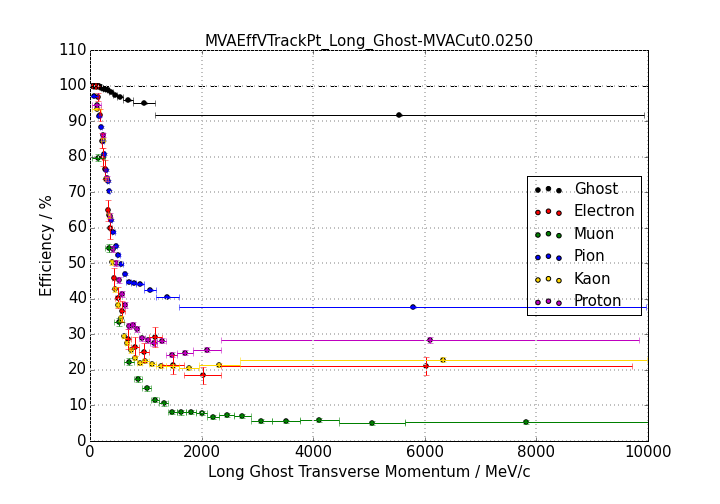 MVAEffVTrackPt_Long_Ghost-MVACut0.0250
110
100
90
80
70
60
50
40
30
20
10
0
Efficiency / %
Ghost
Electron
Muon
Pion
Kaon
Proton
0 2000 4000 6000 8000 10000
Long Ghost Transverse Momentum / MeV/c